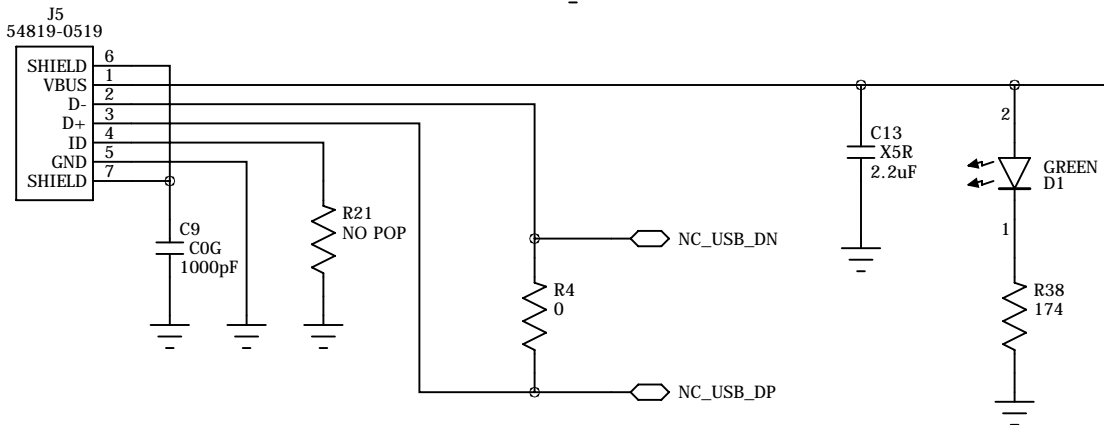 J5
54819-0519
SHIELD 6
VBUS 1
D- 2
D+ 3
ID 4
GND 5
SHIELD 7
C9
C0G
1000pF
R21
NO POP
R4
0
NC_USB_DN
NC_USB_DP
C13
X5R
2.2uF
2
GREEN
D1
1
R38
174